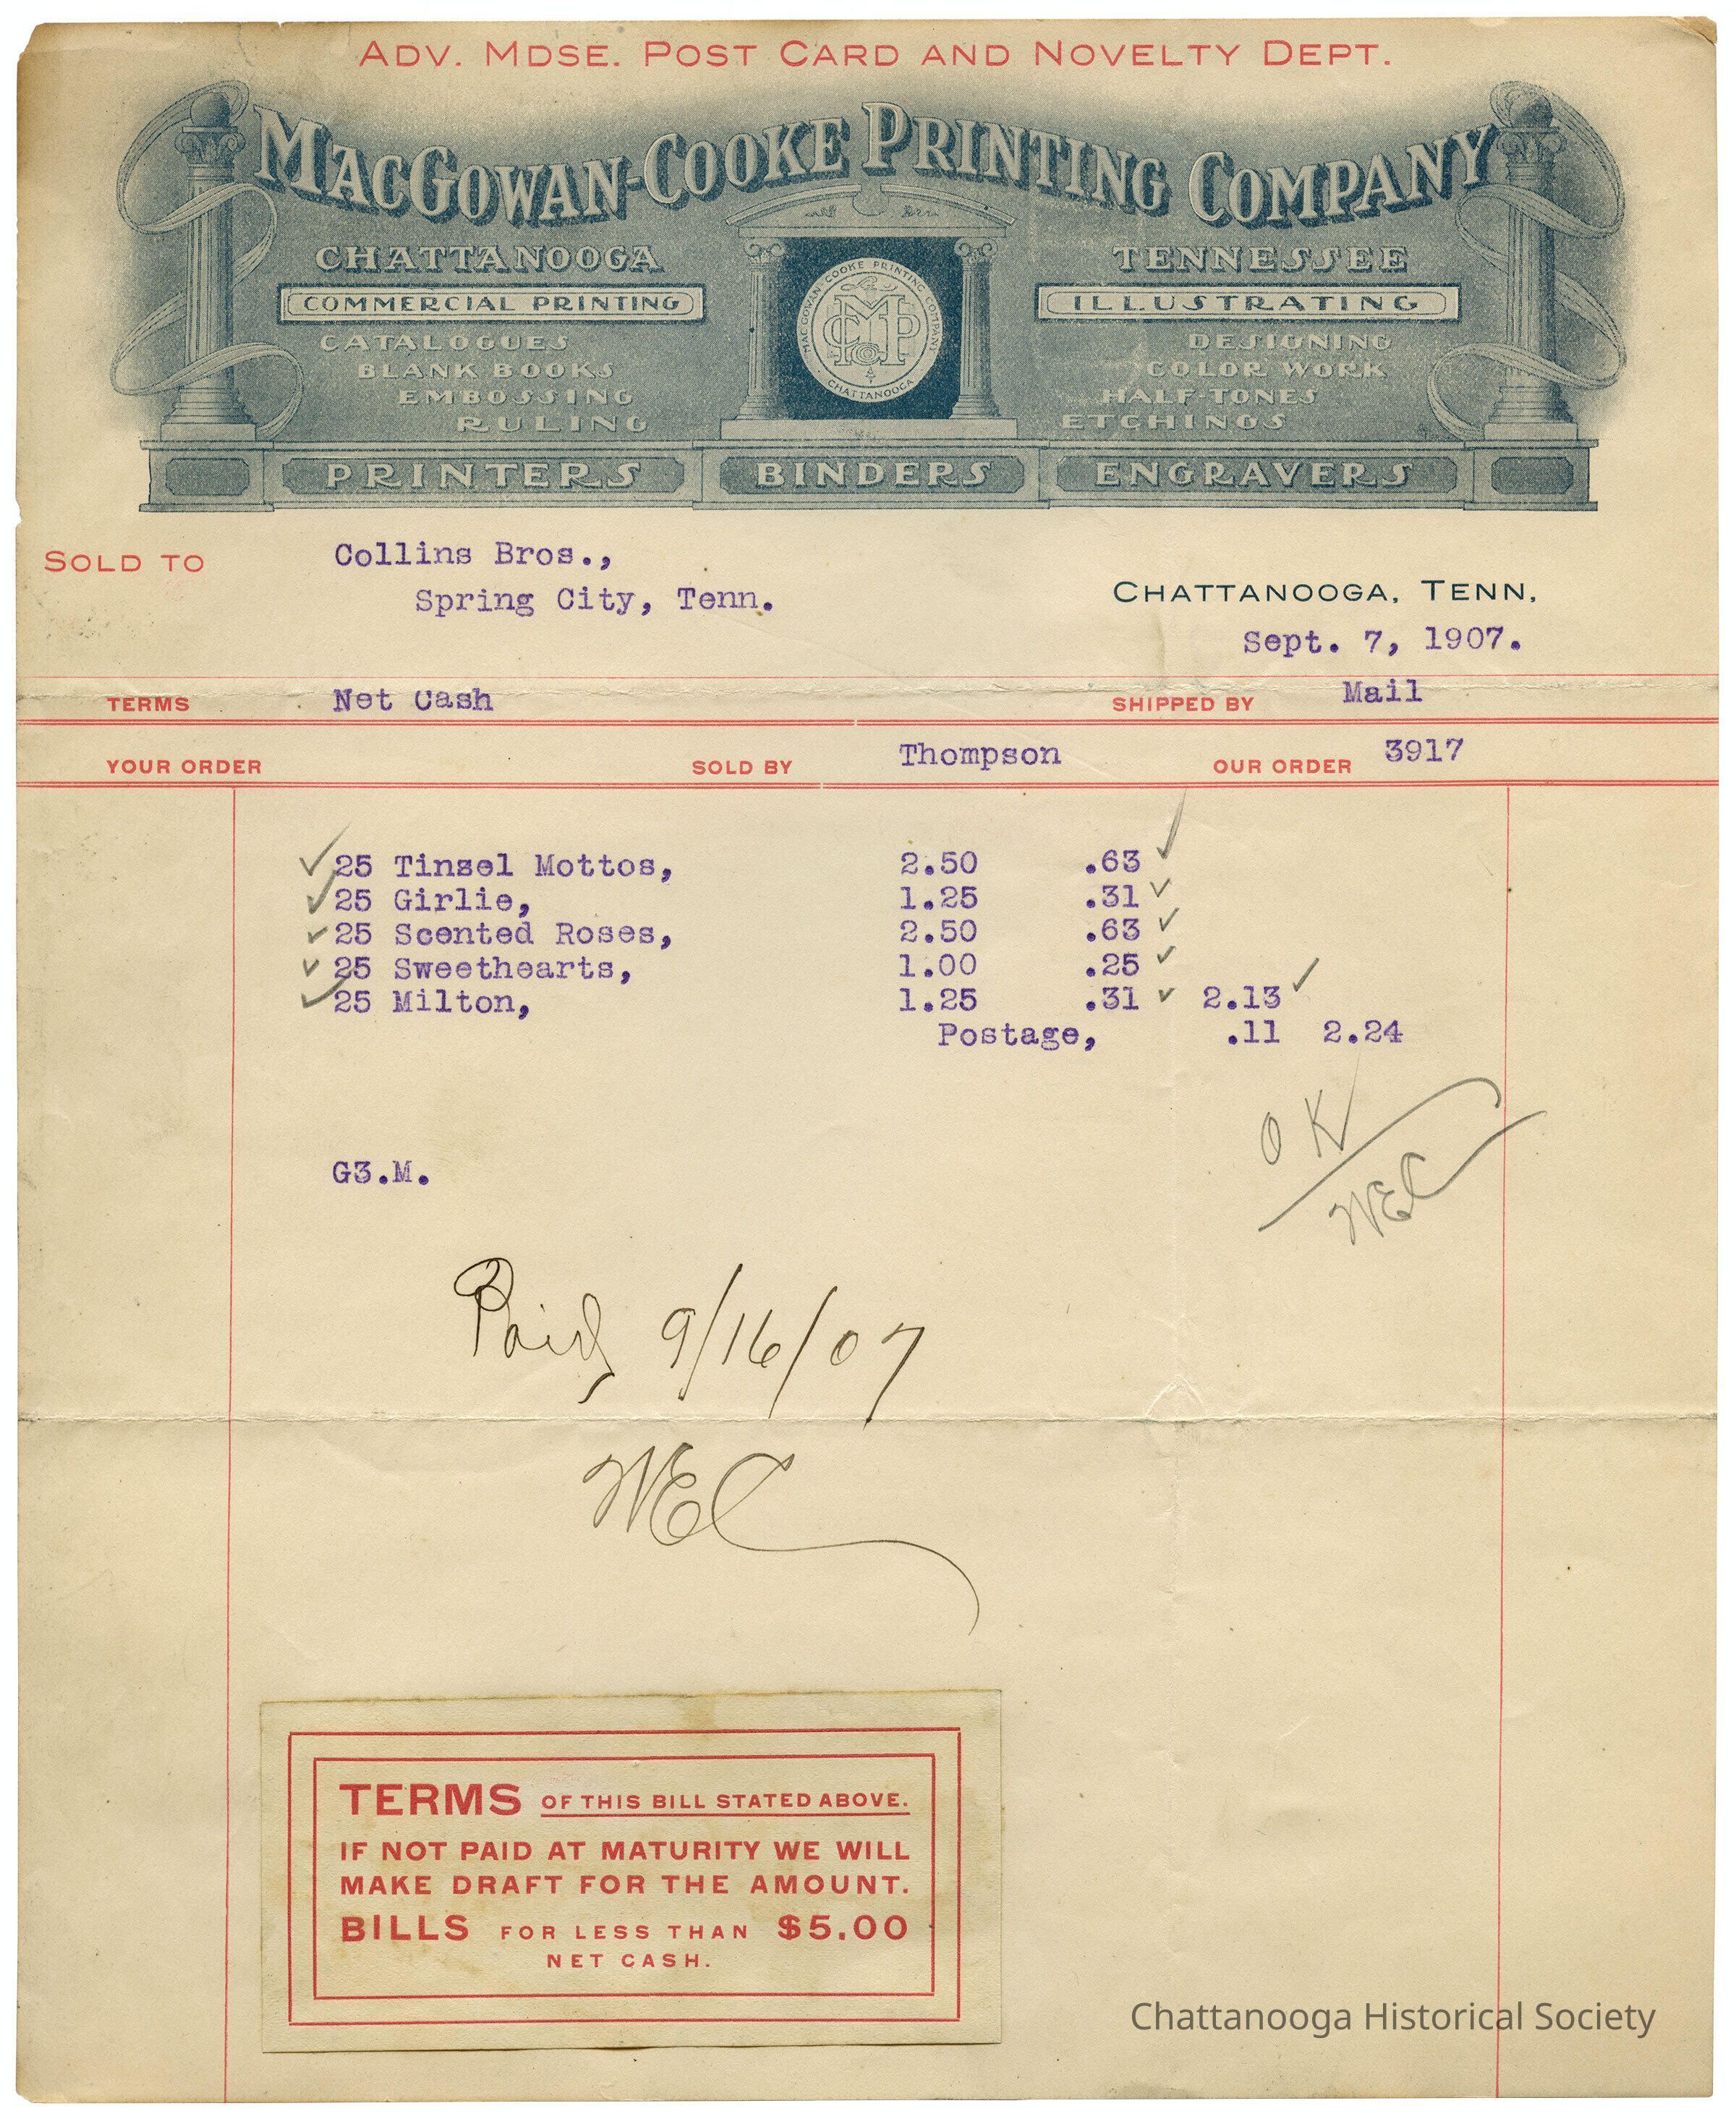 ADV. MDSE. POST CARD AND NOVELTY DEPT.
MACGOWAN-COOKE PRINTING COMPANY
CHATTANOOGA TENNESSEE
COMMERCIAL PRINTING ILLUSTRATING
CATALOGUES DESIGNING
BLANK BOOKS COLOR WORK
EMBOSSING HALF-TONES
RULING ETCHINGS
MACGOWAN-COOKE PRINTING COMPANY
CHATTANOOGA
PRINTERS BINDERS ENGRAVERS
SOLD TO Collins Bros.,
Spring City, Tenn.
CHATTANOOGA, TENN,
Sept. 7, 1907.
TERMS Net Cash SHIPPED BY Mail
YOUR ORDER SOLD BY Thompson OUR ORDER 3917
25 Tinsel Mottos, 2.50 .63
25 Girlie, 1.25 .31
25 Scented Roses, 2.50 .63
25 Sweethearts, 1.00 .25
25 Milton, 1.25 .31 2.13
Postage, .11 2.24
OK
WEC
G3.M.
Paid 9/16/07
WEC
TERMS OF THIS BILL STATED ABOVE.
IF NOT PAID AT MATURITY WE WILL
MAKE DRAFT FOR THE AMOUNT.
BILLS FOR LESS THAN $5.00
NET CASH.
Chattanooga Historical Society